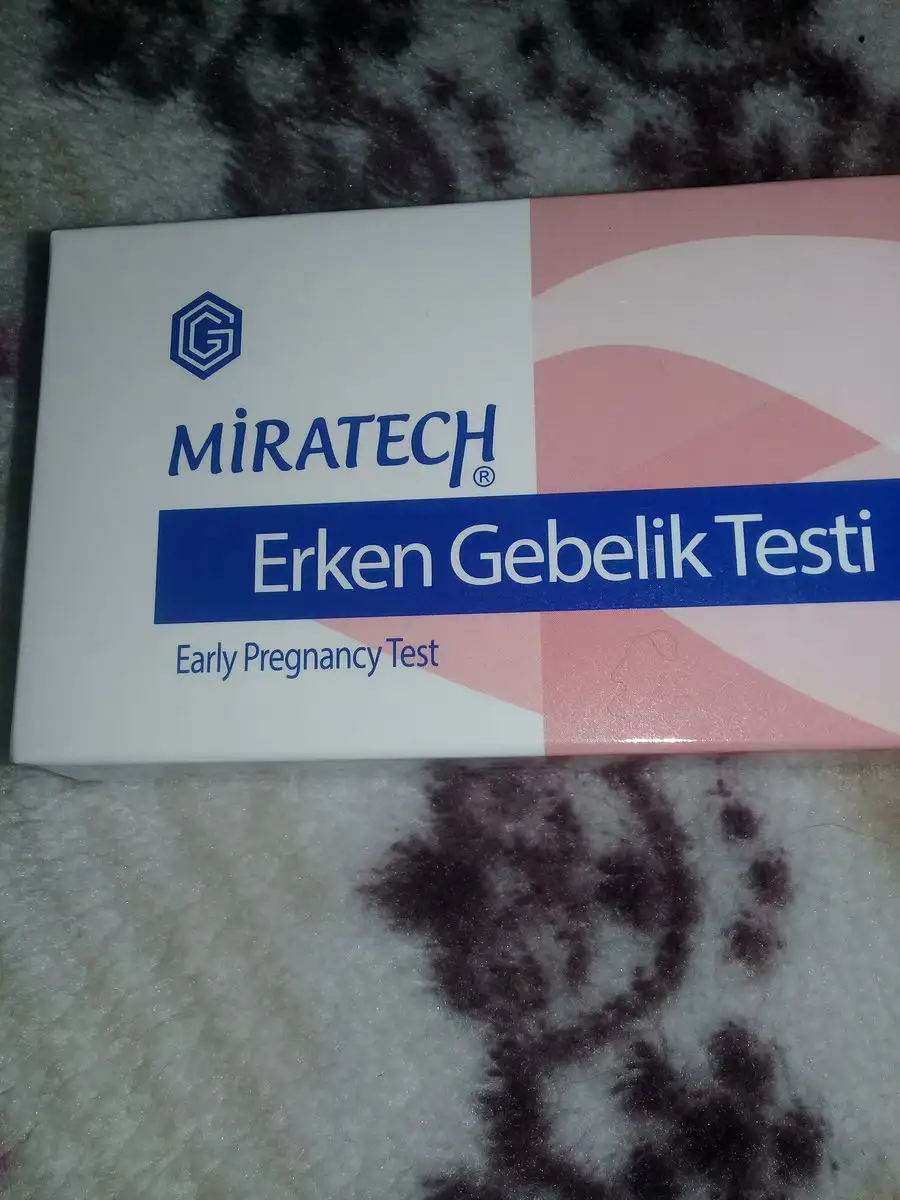 G
MİRATECH®
Erken Gebelik Testi
Early Pregnancy Test